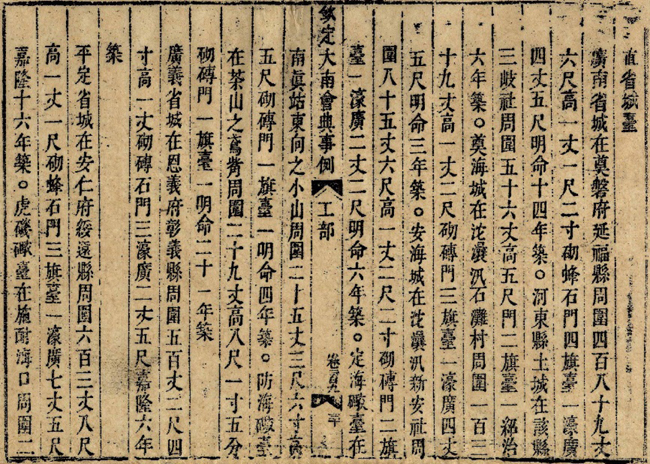 直省城臺
廣南省城在奠磐府延福縣周圍四百八十九丈
六尺高一丈一尺二寸砌蜂石門四旗臺一濠廣
四丈五尺明命十四年築。河東縣土城在該縣
三岐社周圍五十六丈高五尺門二旗臺一紹治
六年築。奠海城在沱㶞汛石灘村周圍一百三
十九丈高一丈二尺砌磚門三旗臺一濠廣四丈
五尺明命三年築。安海城在沱㶞汛新安社周
圍八十五丈六尺高一丈二尺二寸砌磚門二旗
臺一濠廣二丈二尺明命六年築。定海礮臺在
欽定大南會典事例 工部 卷二百九 二十
南眞站東向之小山周圍二十五丈三尺六寸高
五尺砌磚門一旗臺一明命四年築。防海礮臺
在茶山之左觜周圍二十九丈高八尺一寸五分
砌磚門一旗臺一明命二十一年築
廣義省城在思義府彰義縣周圍五百丈二尺四
寸高一丈砌磚石門三濠廣二丈五尺嘉隆六年
築
平定省城在安仁府綏遠縣周圍六百三丈八尺
高一丈一尺砌蜂石門三旗臺一濠廣七丈五尺
嘉隆十六年築。虎磯礮臺在施耐海口周圍二